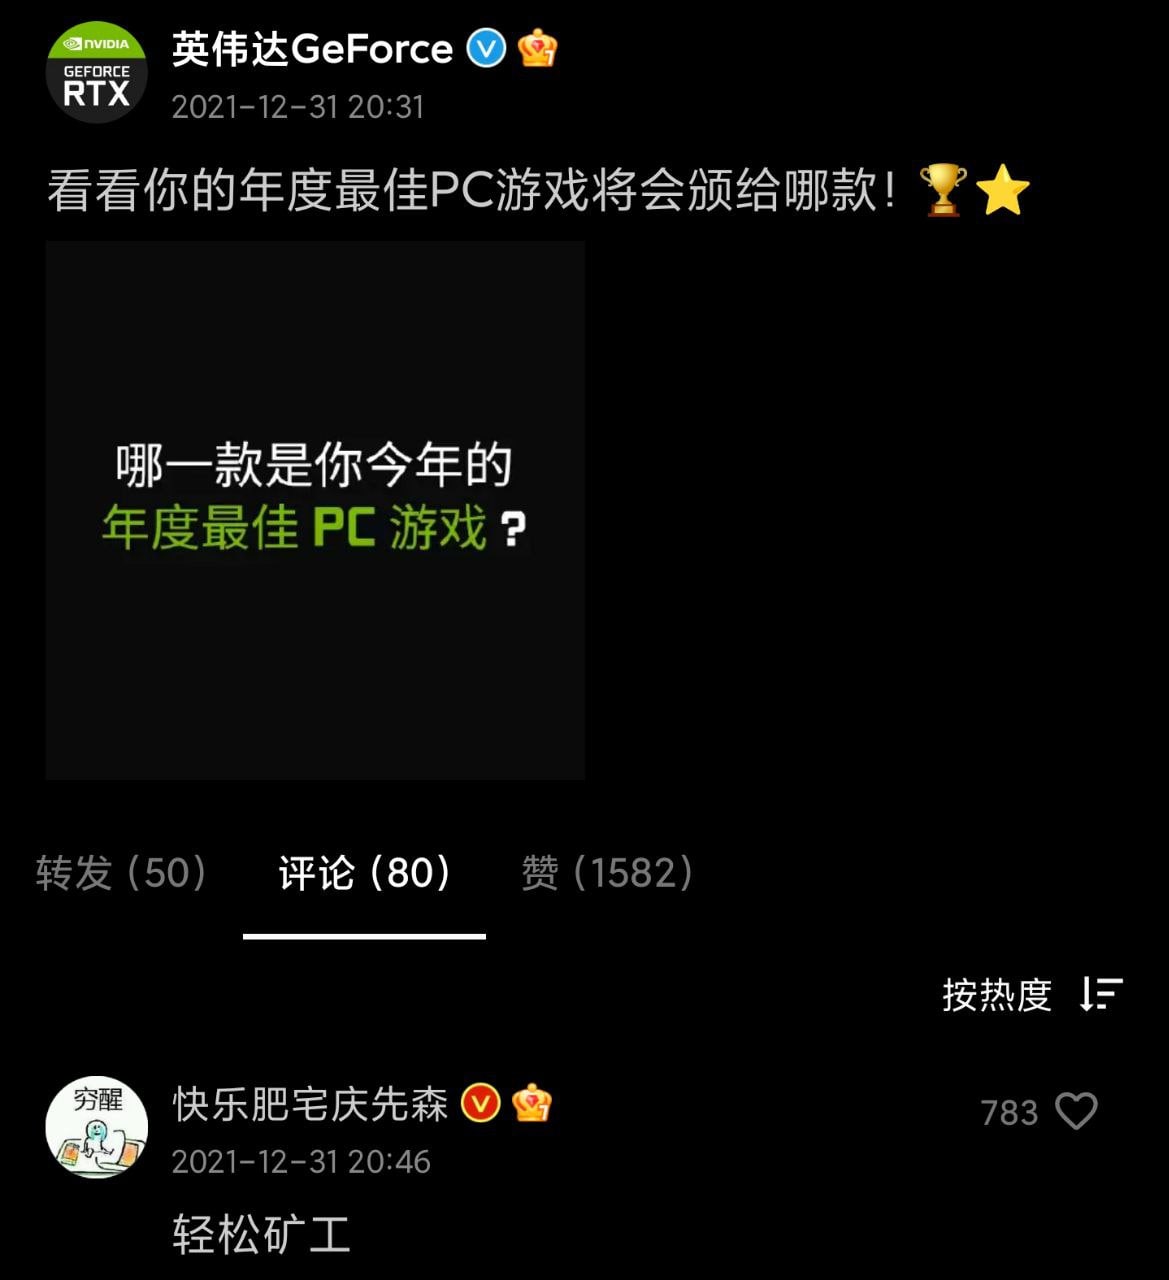 NVIDIA
GEFORCE
RTX
英伟达GeForce
2021-12-31 20:31
看看你的年度最佳PC游戏将会颁给哪款！🏆⭐
哪一款是你今年的
年度最佳 PC 游戏？
转发（50） 评论（80） 赞（1582）
按热度
穷醒
快乐肥宅庆先森
783
2021-12-31 20:46
轻松矿工